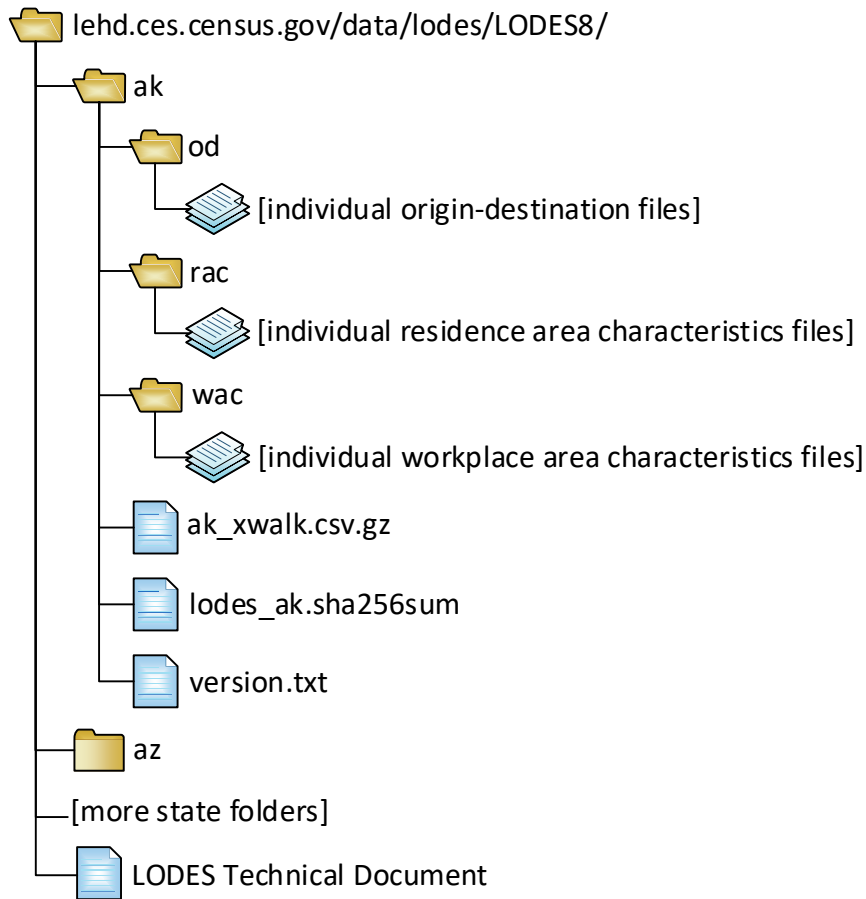 lehd.ces.census.gov/data/lodes/LODES8/
ak
od
[individual origin-destination files]
rac
[individual residence area characteristics files]
wac
[individual workplace area characteristics files]
ak_xwalk.csv.gz
lodes_ak.sha256sum
version.txt
az
[more state folders]
LODES Technical Document